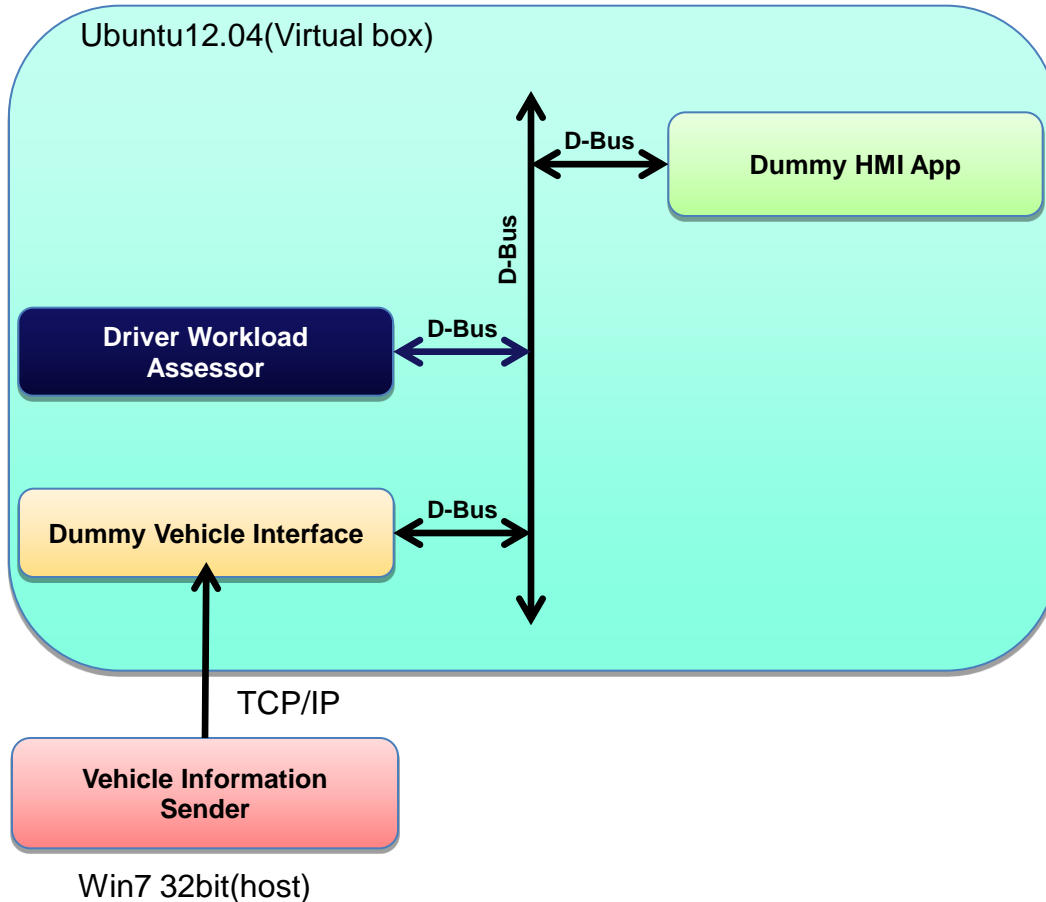 Ubuntu12.04(Virtual box)
D-Bus
Dummy HMI App
D-Bus
Driver Workload
Assessor
D-Bus
Dummy Vehicle Interface
D-Bus
TCP/IP
Vehicle Information
Sender
Win7 32bit(host)